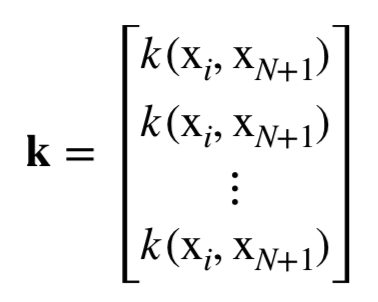 k = [
k(x_i, x_{N+1})
k(x_i, x_{N+1})
⋮
k(x_i, x_{N+1})
]